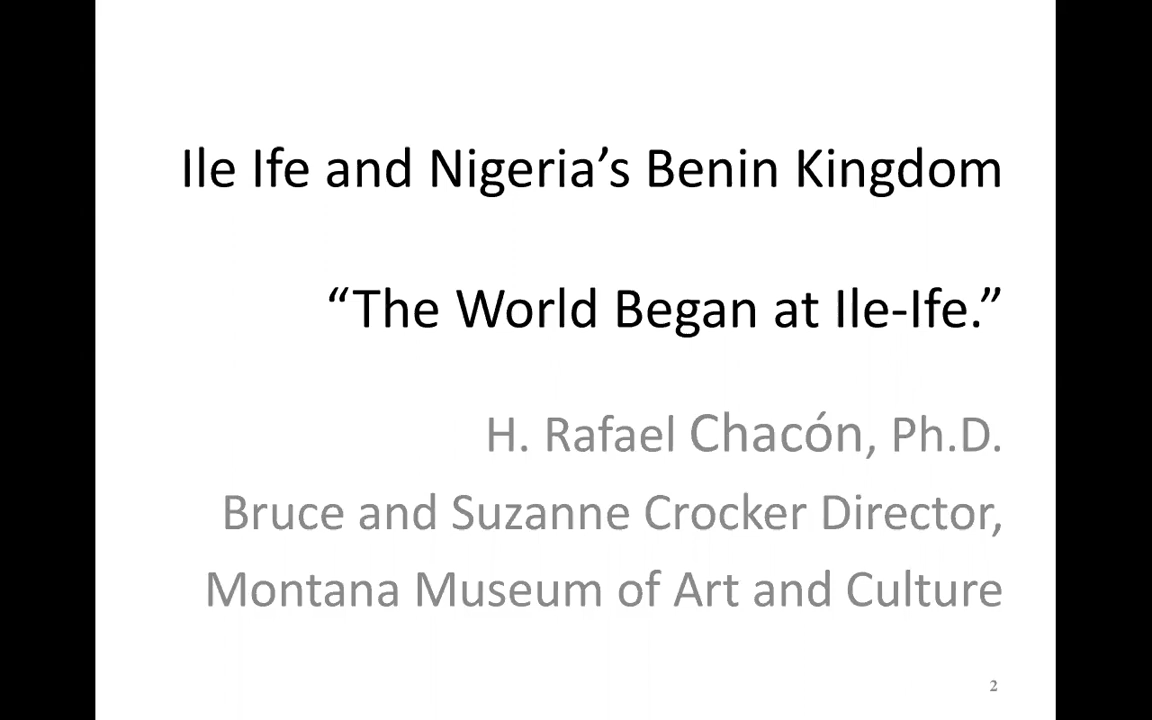 Ile Ife and Nigeria’s Benin Kingdom
“The World Began at Ile-Ife.”
H. Rafael Chacón, Ph.D.
Bruce and Suzanne Crocker Director,
Montana Museum of Art and Culture
2